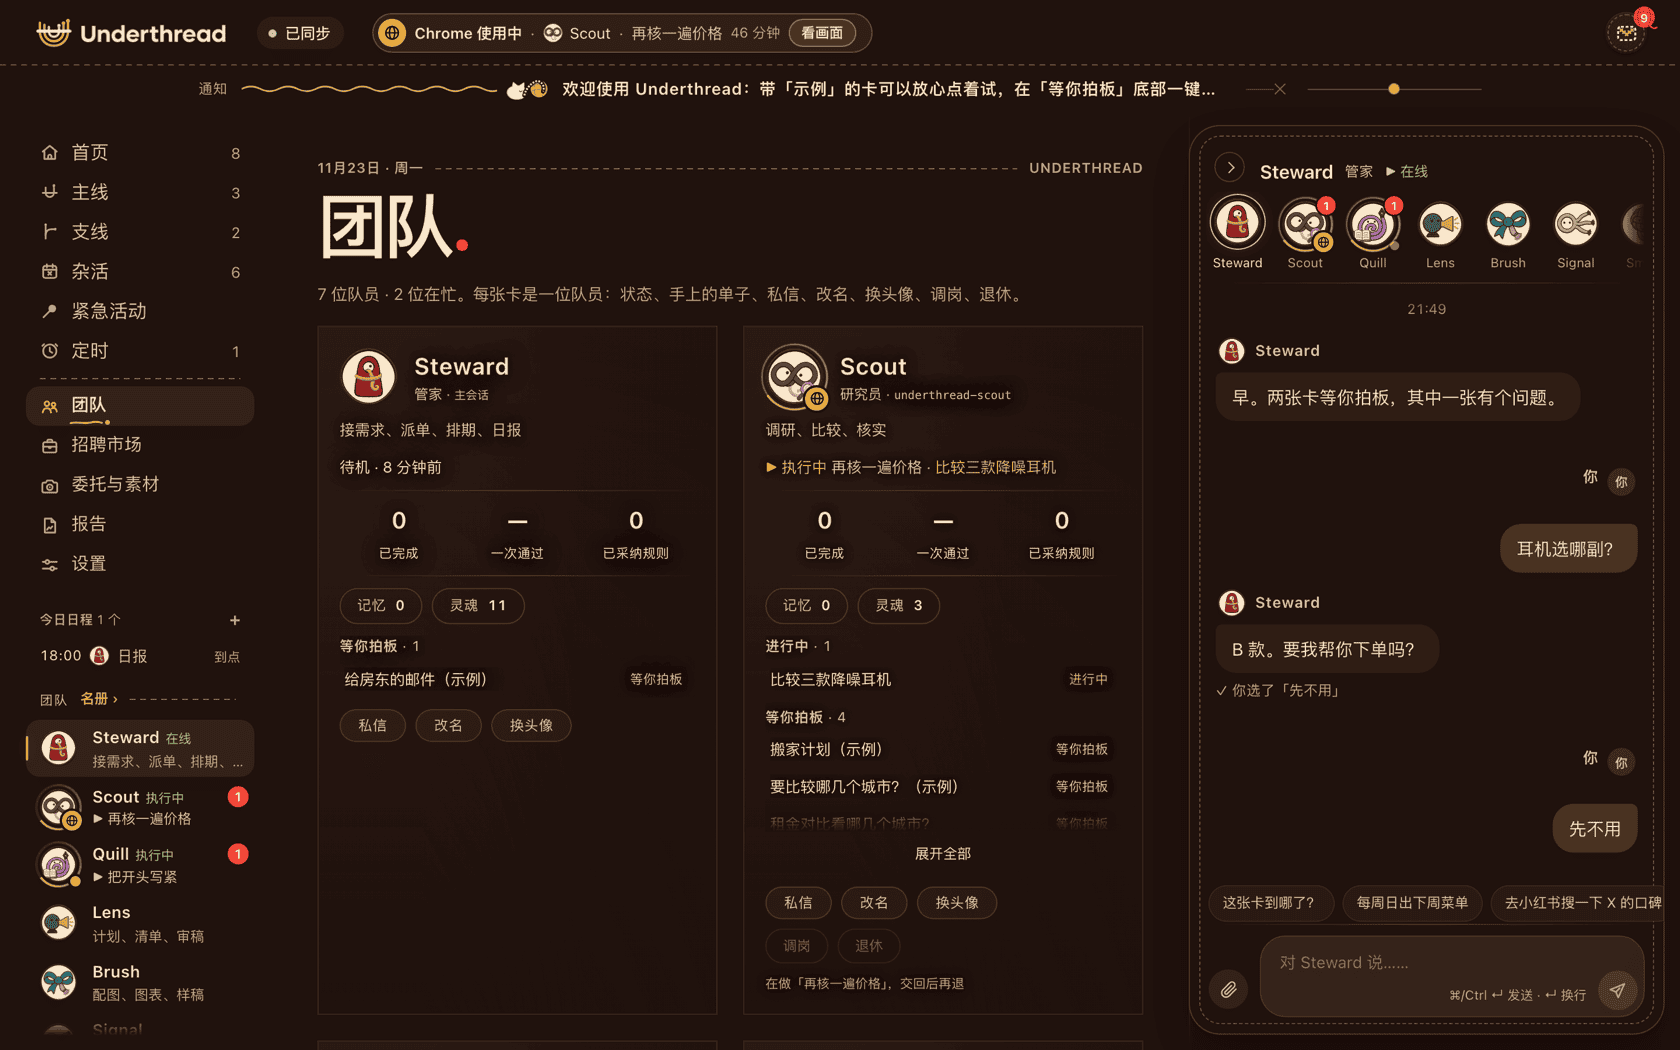 Underthread
已同步
Chrome 使用中 · Scout · 再核一遍价格 46 分钟 看画面
9
通知
欢迎使用 Underthread：带「示例」的卡可以放心点着试，在「等你拍板」底部一键...
首页 8
主线 3
支线 2
杂活 6
紧急活动
定时 1
团队
招聘市场
委托与素材
报告
设置
今日日程 1 个 +
18:00 日报 到点
团队 名册 ›
Steward 在线
接需求、派单、排期、...
Scout 执行中 1
▶ 再核一遍价格
Quill 执行中 1
▶ 把开头写紧
Lens
计划、清单、审稿
Brush
配图、图表、样稿
Signal
11月23日 · 周一
UNDERTHREAD
团队.
7 位队员 · 2 位在忙。每张卡是一位队员：状态、手上的单子、私信、改名、换头像、调岗、退休。
Steward
管家 · 主会话
接需求、派单、排期、日报
待机 · 8 分钟前
0 — 0
已完成 一次通过 已采纳规则
记忆 0 灵魂 11
等你拍板 · 1
给房东的邮件（示例） 等你拍板
私信 改名 换头像
Scout
研究员 · underthread-scout
调研、比较、核实
▶ 执行中 再核一遍价格 · 比较三款降噪耳机
0 — 0
已完成 一次通过 已采纳规则
记忆 0 灵魂 3
进行中 · 1
比较三款降噪耳机 进行中
等你拍板 · 4
搬家计划（示例） 等你拍板
要比较哪几个城市？（示例） 等你拍板
租金对比看哪几个城市？ 等你拍板
展开全部
私信 改名 换头像
调岗 退休
在做「再核一遍价格」，交回后再退
Steward 管家 ▶ 在线
1 1
Steward Scout Quill Lens Brush Signal Sm
21:49
Steward
早。两张卡等你拍板，其中一张有个问题。
你 你
耳机选哪副？
Steward
B 款。要我帮你下单吗？
✓ 你选了「先不用」
你 你
先不用
这张卡到哪了？ 每周日出下周菜单 去小红书搜一下 X 的口碑
对 Steward 说……
⌘/Ctrl ↵ 发送 · ↵ 换行